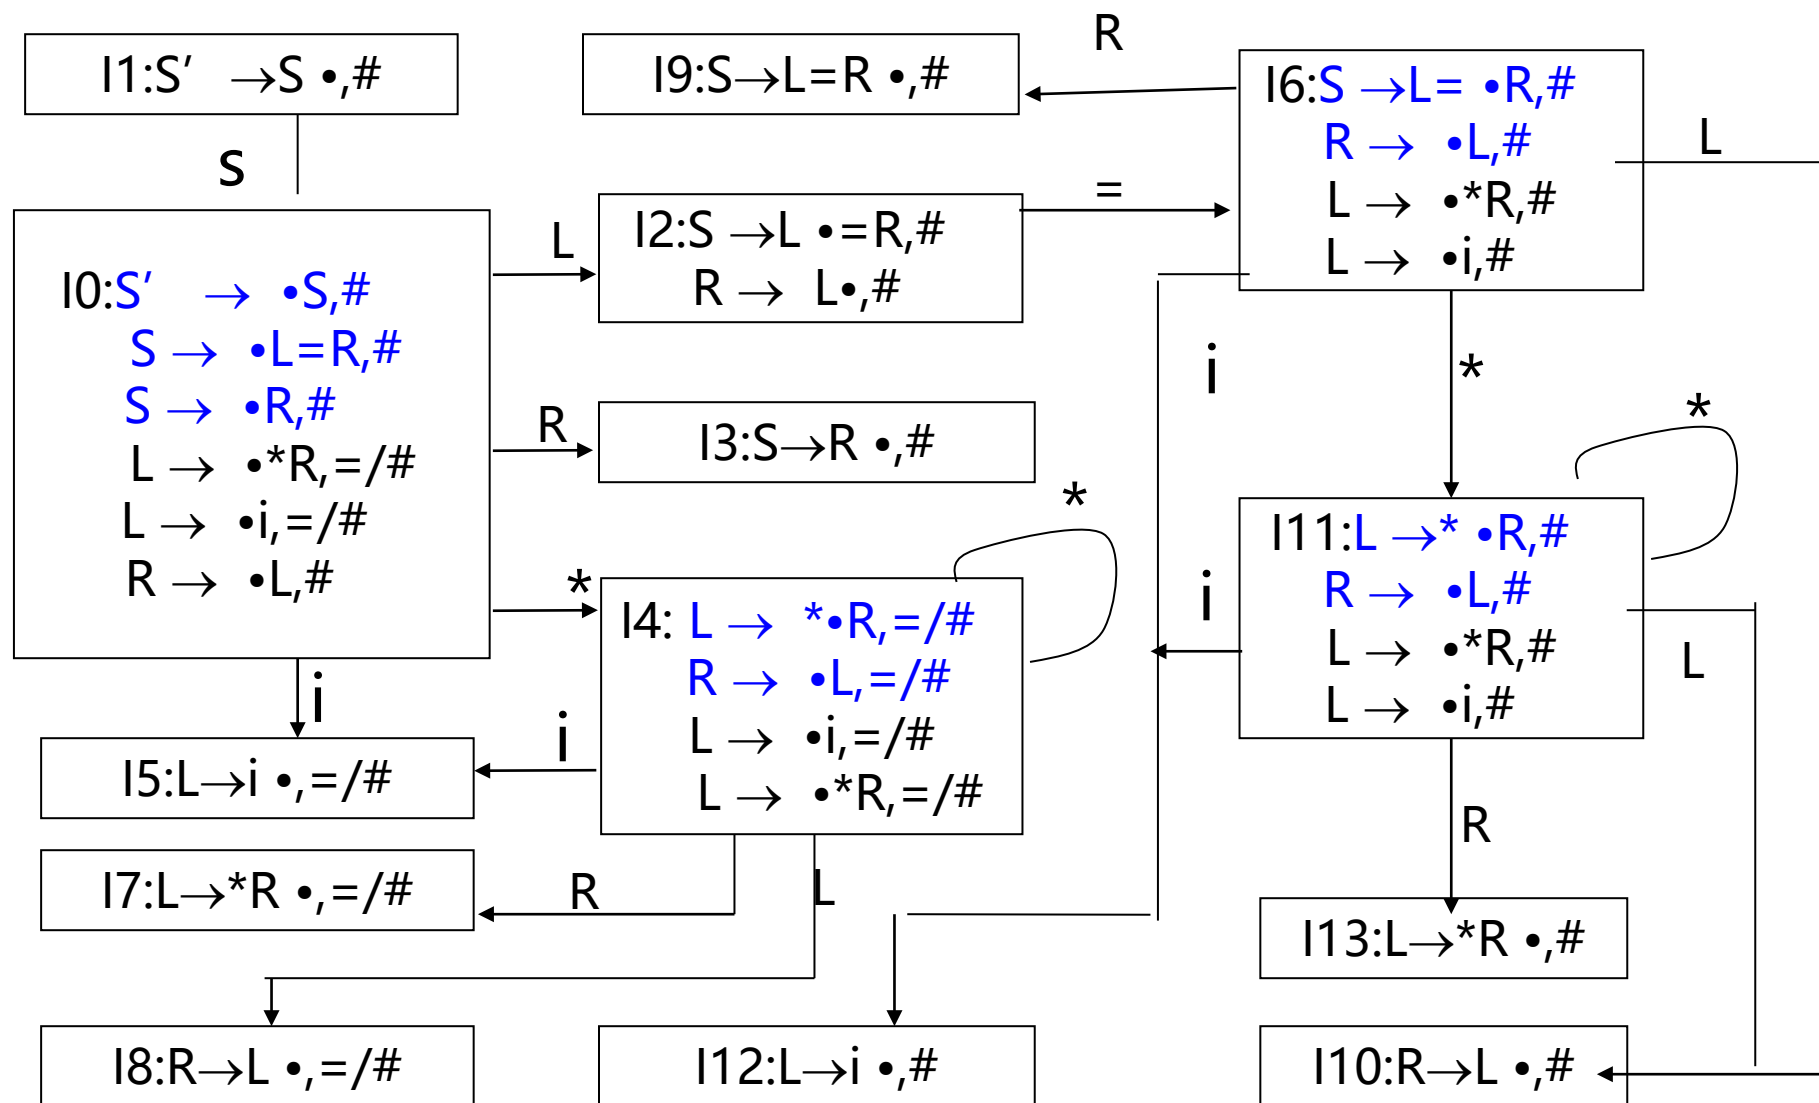 I1:S′ →S •,#
I9:S→L=R •,#
R
I6:S →L= •R,#
R → •L,#
L → •*R,#
L → •i,#
L
S
I0:S′ → •S,#
S → •L=R,#
S → •R,#
L → •*R,=/#
L → •i,=/#
R → •L,#
L
I2:S →L •=R,#
R → L•,#
=
i
*
R
I3:S→R •,#
*
*
I11:L →* •R,#
R → •L,#
L → •*R,#
L → •i,#
i
L
*
I4: L → *•R,=/#
R → •L,=/#
L → •i,=/#
L → •*R,=/#
i
i
I5:L→i •,=/#
R
I7:L→*R •,=/#
R
L
I13:L→*R •,#
I8:R→L •,=/#
I12:L→i •,#
I10:R→L •,#